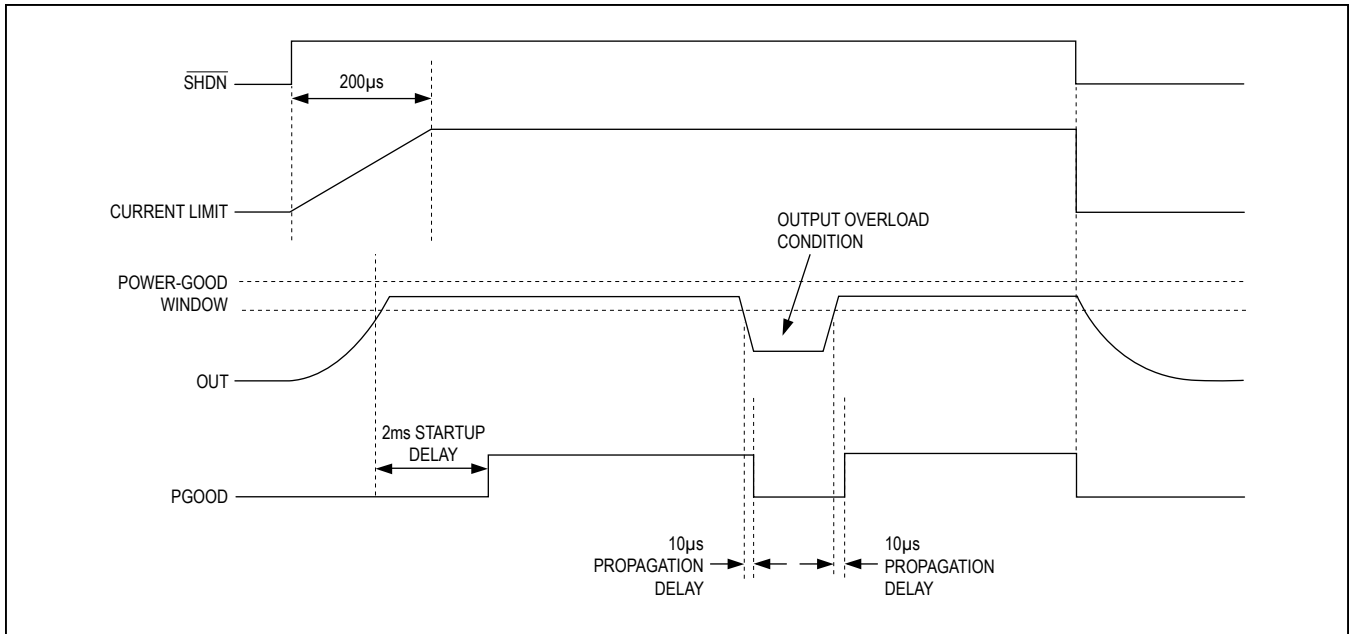 SHDN
200µs
CURRENT LIMIT
OUTPUT OVERLOAD
CONDITION
POWER-GOOD
WINDOW
OUT
2ms STARTUP
DELAY
PGOOD
10µs
PROPAGATION
DELAY
10µs
PROPAGATION
DELAY